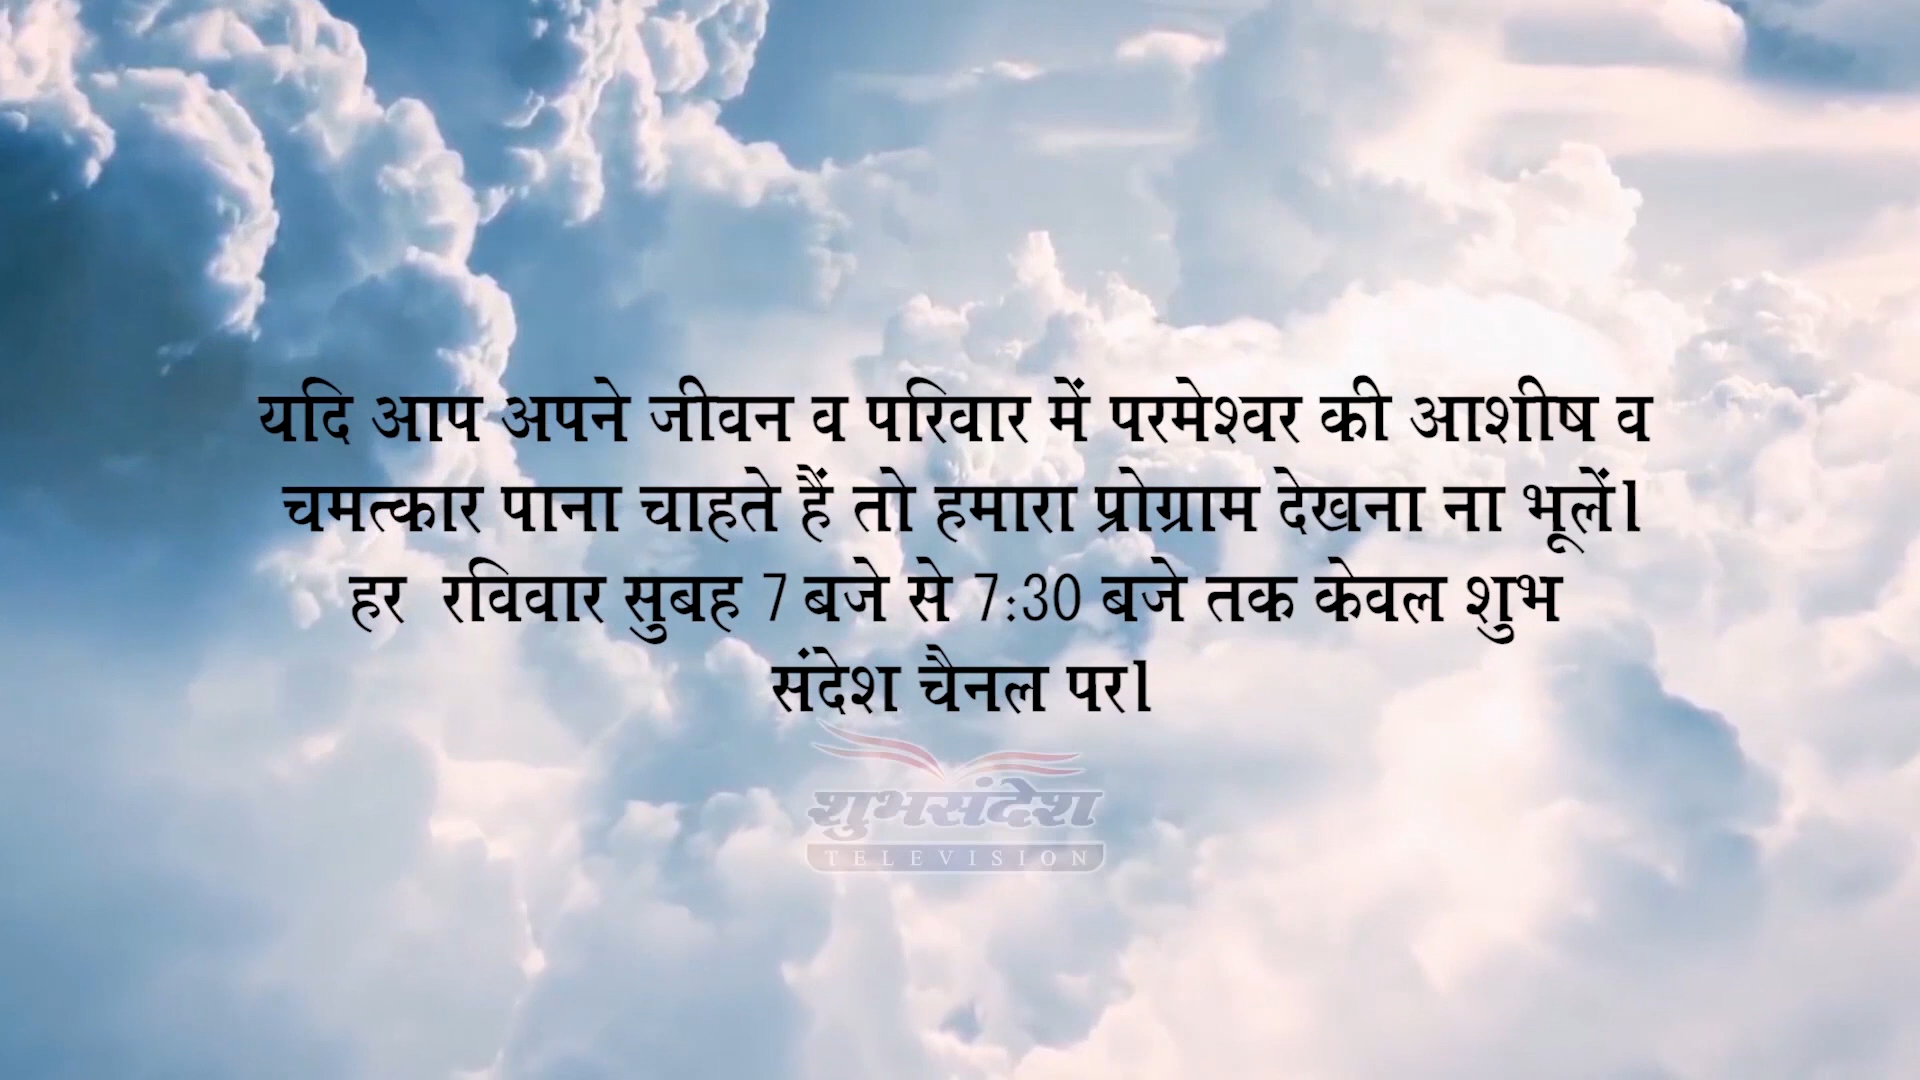 यदि आप अपने जीवन व परिवार में परमेश्वर की आशीष व
चमत्कार पाना चाहते हैं तो हमारा प्रोग्राम देखना ना भूलें।
हर  रविवार सुबह 7 बजे से 7:30 बजे तक केवल शुभ
संदेश चैनल पर।
शुभसंदेश
TELEVISION